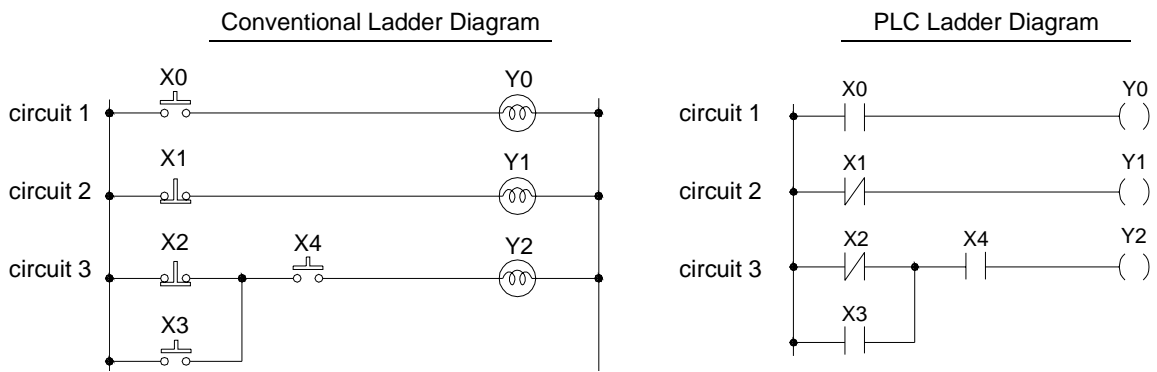 Conventional Ladder Diagram
X0 Y0
circuit 1
X1 Y1
circuit 2
X2 X4 Y2
circuit 3
X3
PLC Ladder Diagram
X0 Y0
circuit 1
X1 Y1
circuit 2
X2 X4 Y2
circuit 3
X3